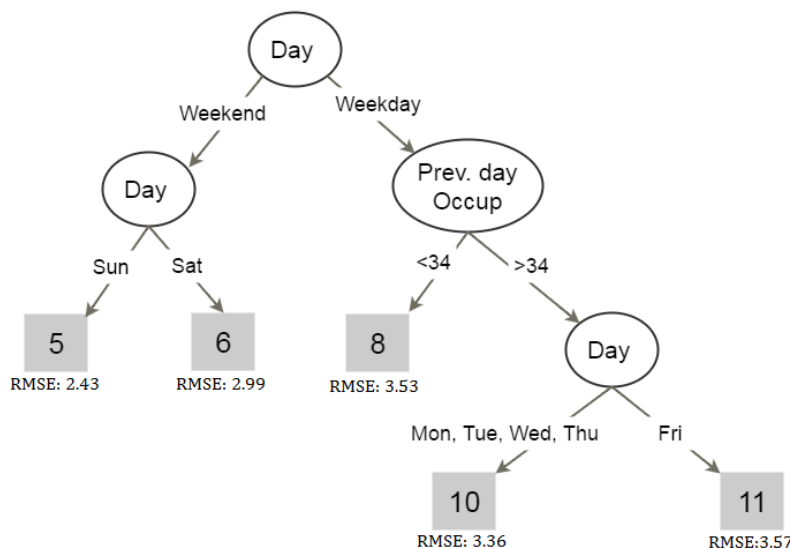 Day
Weekend
Weekday
Day
Prev. day
Occup
Sun
Sat
<34
>34
5
6
8
Day
RMSE: 2.43
RMSE: 2.99
RMSE: 3.53
Mon, Tue, Wed, Thu
Fri
10
11
RMSE: 3.36
RMSE:3.57